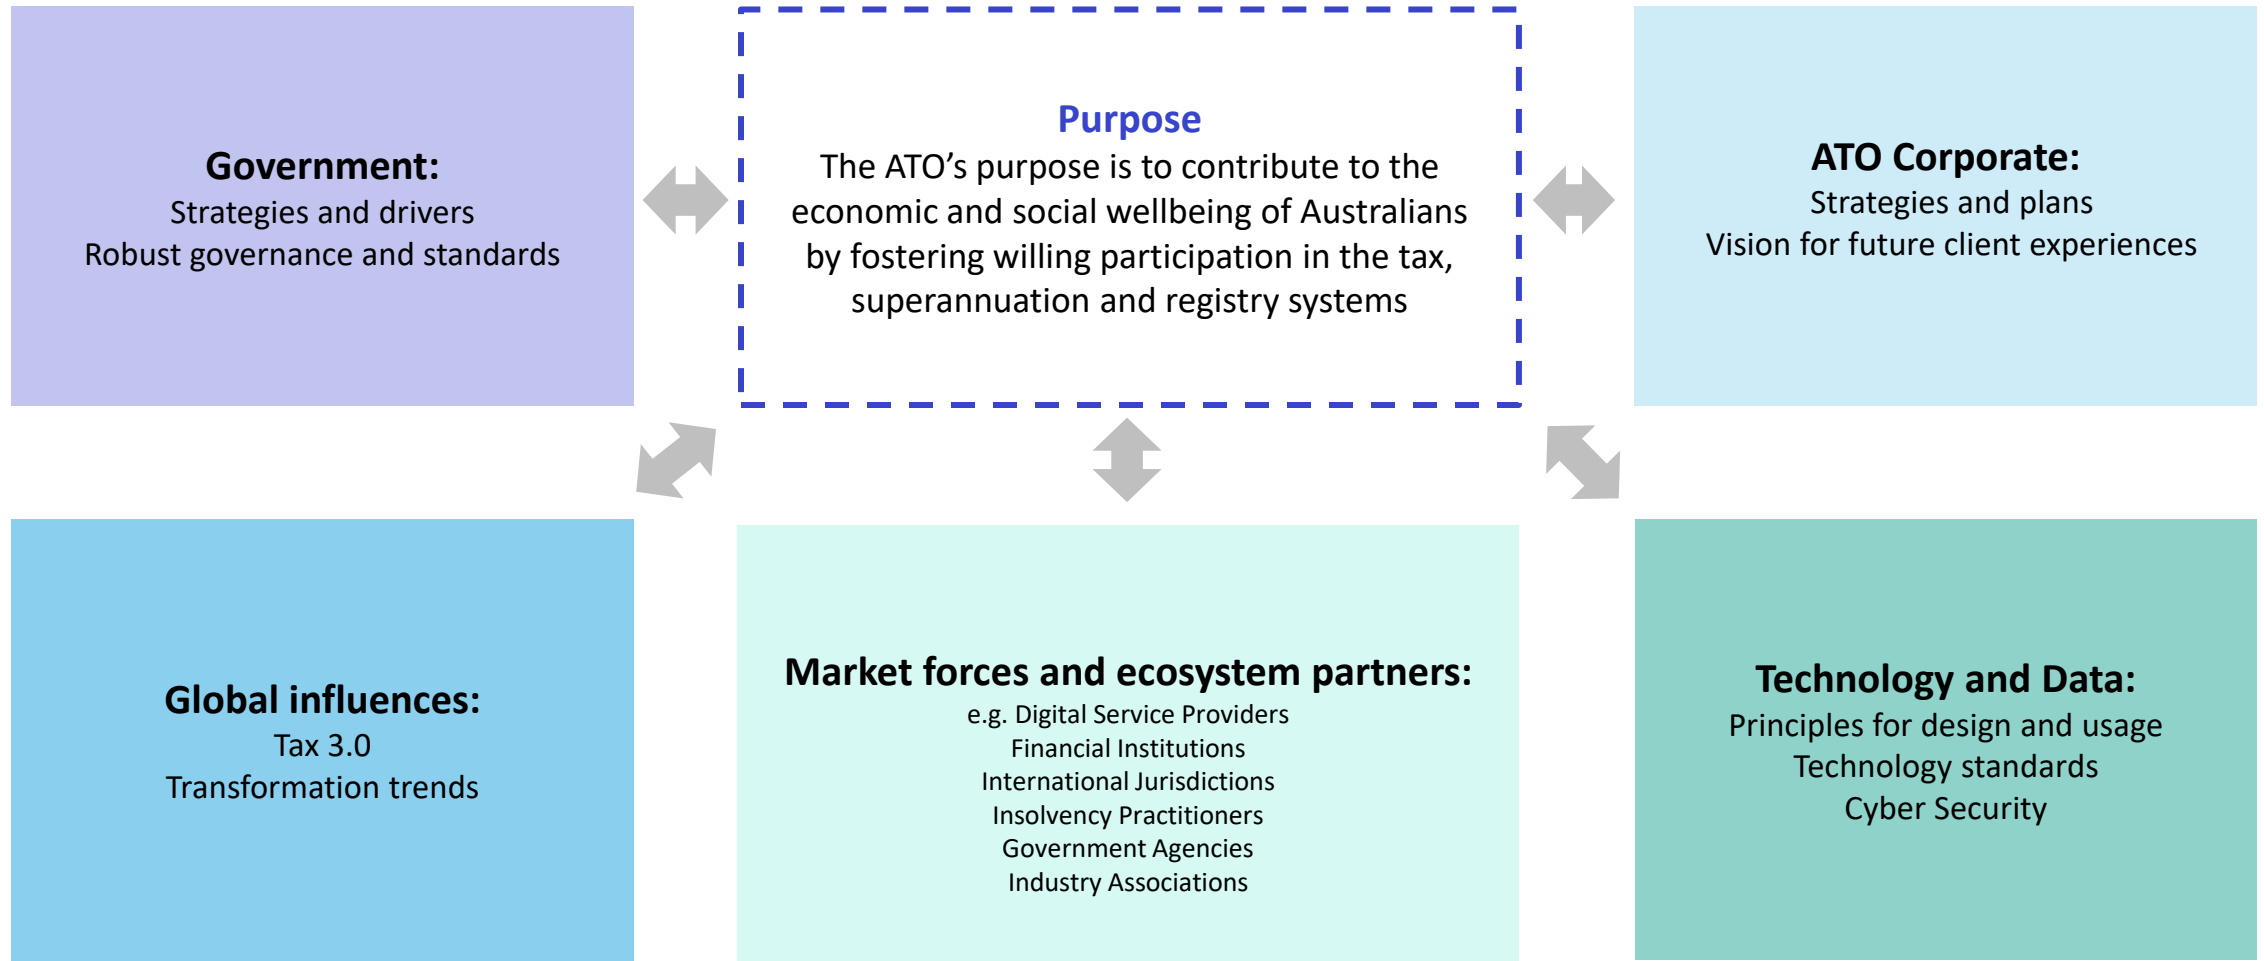 Government:
Strategies and drivers
Robust governance and standards
Purpose
The ATO’s purpose is to contribute to the
economic and social wellbeing of Australians
by fostering willing participation in the tax,
superannuation and registry systems
ATO Corporate:
Strategies and plans
Vision for future client experiences
Global influences:
Tax 3.0
Transformation trends
Market forces and ecosystem partners:
e.g. Digital Service Providers
Financial Institutions
International Jurisdictions
Insolvency Practitioners
Government Agencies
Industry Associations
Technology and Data:
Principles for design and usage
Technology standards
Cyber Security